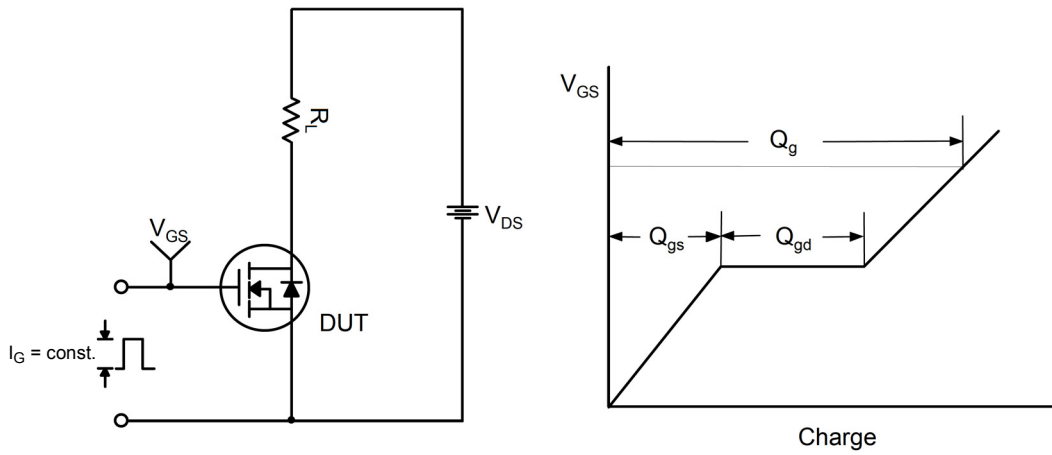 R_L
V_GS
V_DS
DUT
I_G = const.
V_GS
Q_g
Q_gs
Q_gd
Charge